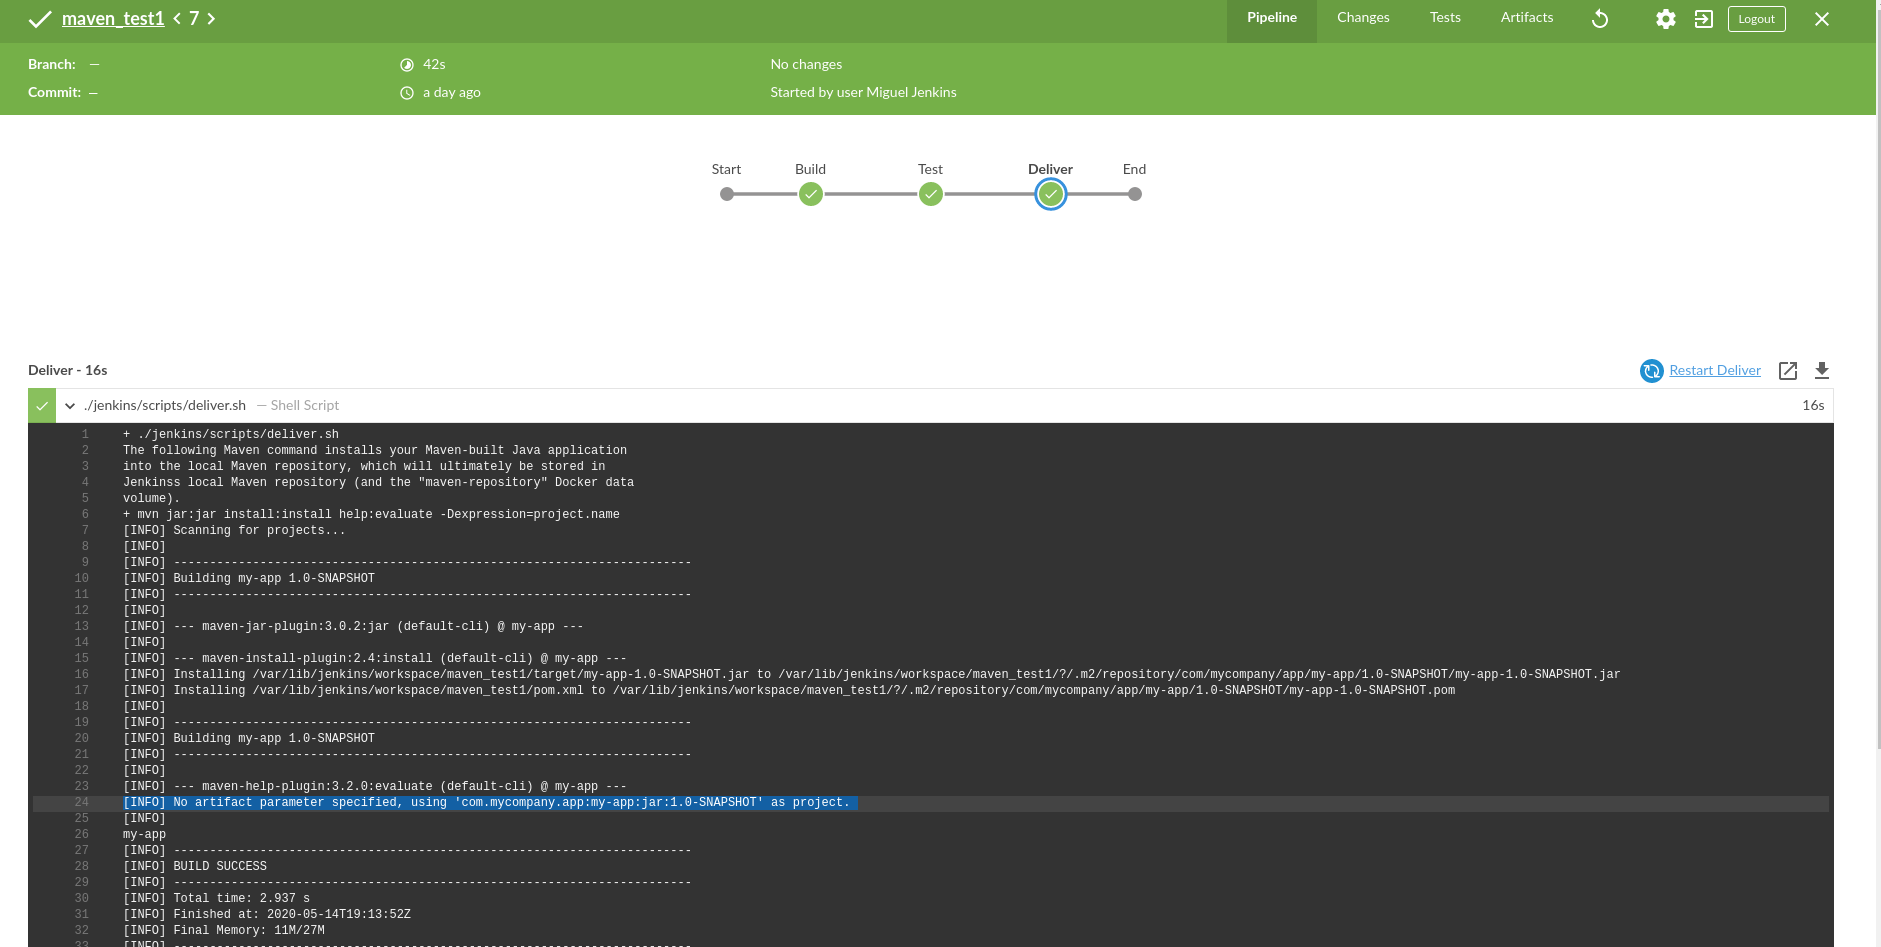 maven_test1 < 7 >
Pipeline Changes Tests Artifacts Logout
Branch: — 42s No changes
Commit: — a day ago Started by user Miguel Jenkins
Start Build Test Deliver End
Deliver - 16s Restart Deliver
./jenkins/scripts/deliver.sh — Shell Script 16s
1 + ./jenkins/scripts/deliver.sh
2 The following Maven command installs your Maven-built Java application
3 into the local Maven repository, which will ultimately be stored in
4 Jenkinss local Maven repository (and the "maven-repository" Docker data
5 volume).
6 + mvn jar:jar install:install help:evaluate -Dexpression=project.name
7 [INFO] Scanning for projects...
8 [INFO]
9 [INFO] ------------------------------------------------------------------------
10 [INFO] Building my-app 1.0-SNAPSHOT
11 [INFO] ------------------------------------------------------------------------
12 [INFO]
13 [INFO] --- maven-jar-plugin:3.0.2:jar (default-cli) @ my-app ---
14 [INFO]
15 [INFO] --- maven-install-plugin:2.4:install (default-cli) @ my-app ---
16 [INFO] Installing /var/lib/jenkins/workspace/maven_test1/target/my-app-1.0-SNAPSHOT.jar to /var/lib/jenkins/workspace/maven_test1/?/.m2/repository/com/mycompany/app/my-app/1.0-SNAPSHOT/my-app-1.0-SNAPSHOT.jar
17 [INFO] Installing /var/lib/jenkins/workspace/maven_test1/pom.xml to /var/lib/jenkins/workspace/maven_test1/?/.m2/repository/com/mycompany/app/my-app/1.0-SNAPSHOT/my-app-1.0-SNAPSHOT.pom
18 [INFO]
19 [INFO] ------------------------------------------------------------------------
20 [INFO] Building my-app 1.0-SNAPSHOT
21 [INFO] ------------------------------------------------------------------------
22 [INFO]
23 [INFO] --- maven-help-plugin:3.2.0:evaluate (default-cli) @ my-app ---
24 [INFO] No artifact parameter specified, using 'com.mycompany.app:my-app:jar:1.0-SNAPSHOT' as project.
25 [INFO]
26 my-app
27 [INFO] ------------------------------------------------------------------------
28 [INFO] BUILD SUCCESS
29 [INFO] ------------------------------------------------------------------------
30 [INFO] Total time: 2.937 s
31 [INFO] Finished at: 2020-05-14T19:13:52Z
32 [INFO] Final Memory: 11M/27M
33 [INFO] ------------------------------------------------------------------------